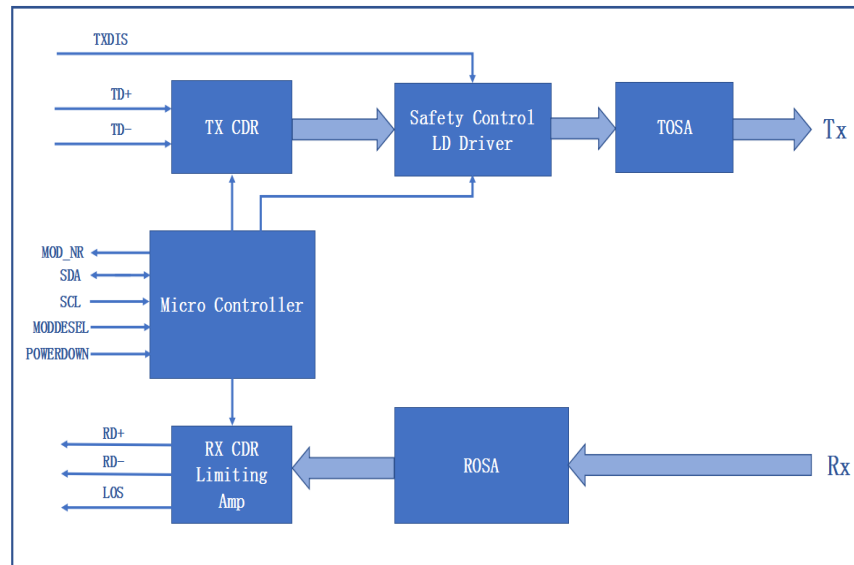 TXDIS
TD+
TD-
TX CDR
Safety Control
LD Driver
TOSA
Tx
MOD_NR
SDA
SCL
MODDESEL
POWERDOWN
Micro Controller
RD+
RD-
LOS
RX CDR
Limiting
Amp
ROSA
Rx